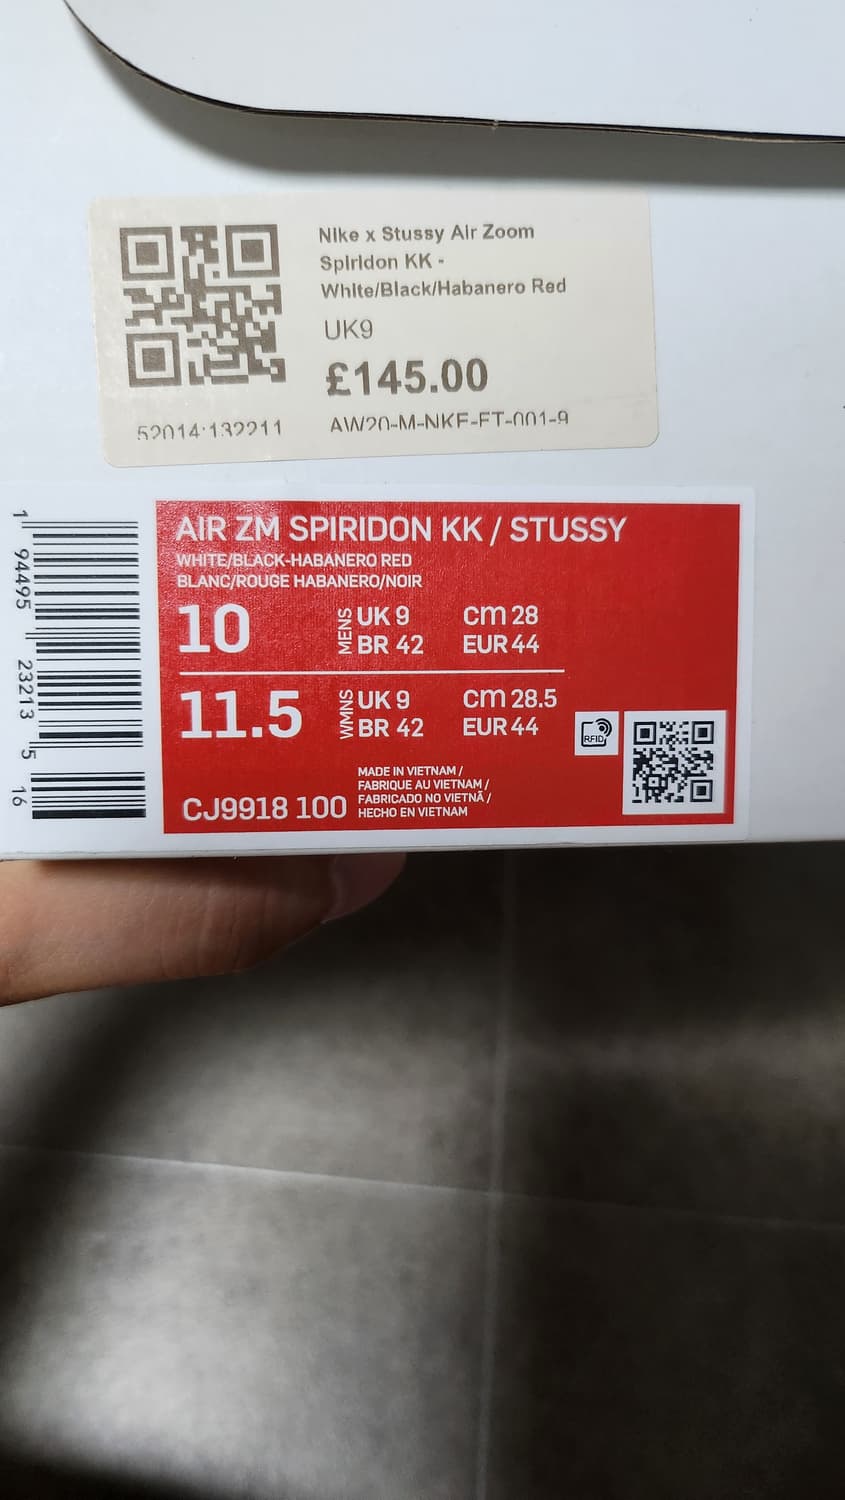 Nike x Stussy Air Zoom
Spiridon KK -
White/Black/Habanero Red
UK9
£145.00
52014:132211
AW20-M-NKE-FT-001-9
AIR ZM SPIRIDON KK / STUSSY
WHITE/BLACK-HABANERO RED
BLANC/ROUGE HABANERO/NOIR
10
MENS
UK 9
cm 28
BR 42
EUR 44
11.5
WMNS
UK 9
cm 28.5
BR 42
EUR 44
RFID
CJ9918 100
MADE IN VIETNAM /
FABRIQUE AU VIETNAM /
FABRICADO NO VIETNÃ /
HECHO EN VIETNAM
1 94495 23213 5 16